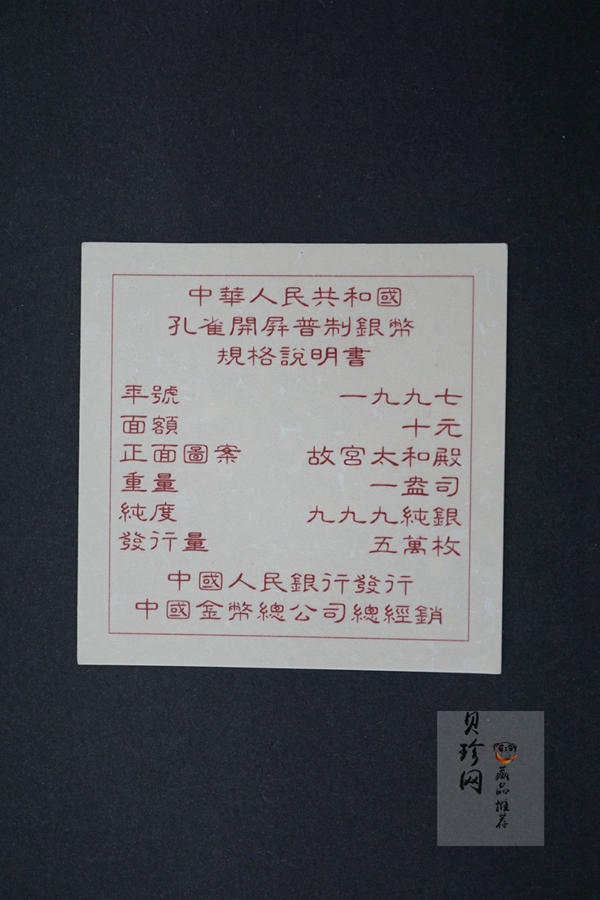 中華人民共和國
孔雀開屏普制銀幣
規格說明書
年號 一九九七
面額 十元
正面圖案 故宮太和殿
重量 一盎司
純度 九九九純銀
發行量 五萬枚
中國人民銀行發行
中國金幣總公司總經銷
贝珍网
藏品推荐